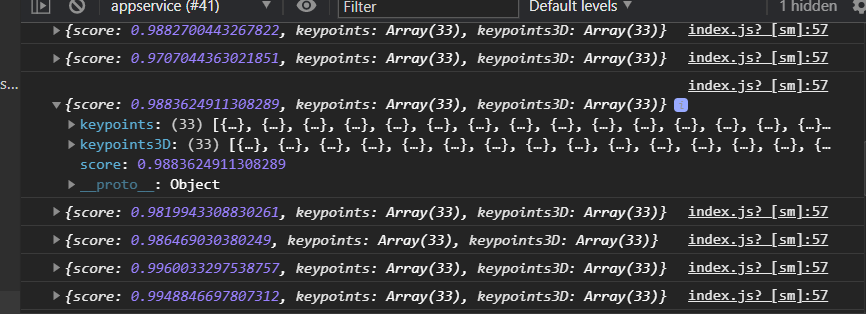 appservice (#41) Filter Default levels 1 hidden
{score: 0.9882700443267822, keypoints: Array(33), keypoints3D: Array(33)} index.js? [sm]:57
{score: 0.9707044363021851, keypoints: Array(33), keypoints3D: Array(33)} index.js? [sm]:57
s… index.js? [sm]:57
{score: 0.9883624911308289, keypoints: Array(33), keypoints3D: Array(33)} i
keypoints: (33) [{…}, {…}, {…}, {…}, {…}, {…}, {…}, {…}, {…}, {…}, {…}, {…}, {…}, {…}, {…}…
keypoints3D: (33) [{…}, {…}, {…}, {…}, {…}, {…}, {…}, {…}, {…}, {…}, {…}, {…}, {…}, {…}, {…
score: 0.9883624911308289
__proto__: Object
{score: 0.9819943308830261, keypoints: Array(33), keypoints3D: Array(33)} index.js? [sm]:57
{score: 0.986469030380249, keypoints: Array(33), keypoints3D: Array(33)} index.js? [sm]:57
{score: 0.9960033297538757, keypoints: Array(33), keypoints3D: Array(33)} index.js? [sm]:57
{score: 0.9948846697807312, keypoints: Array(33), keypoints3D: Array(33)} index.js? [sm]:57